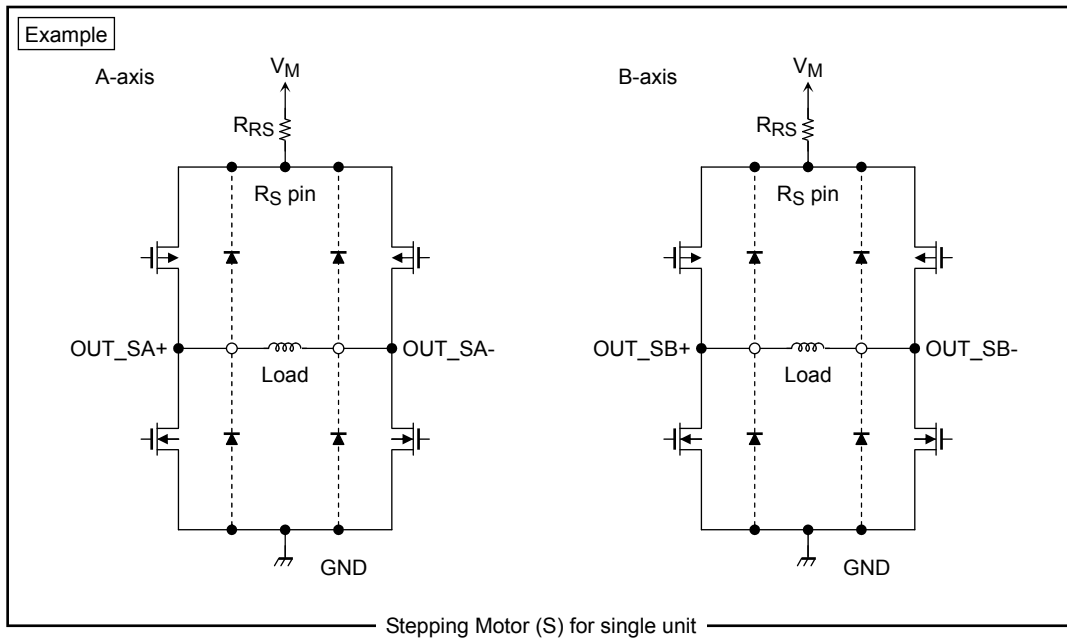 Example
A-axis
VM
RRS
RS pin
OUT_SA+
OUT_SA-
Load
GND
B-axis
VM
RRS
RS pin
OUT_SB+
OUT_SB-
Load
GND
Stepping Motor (S) for single unit